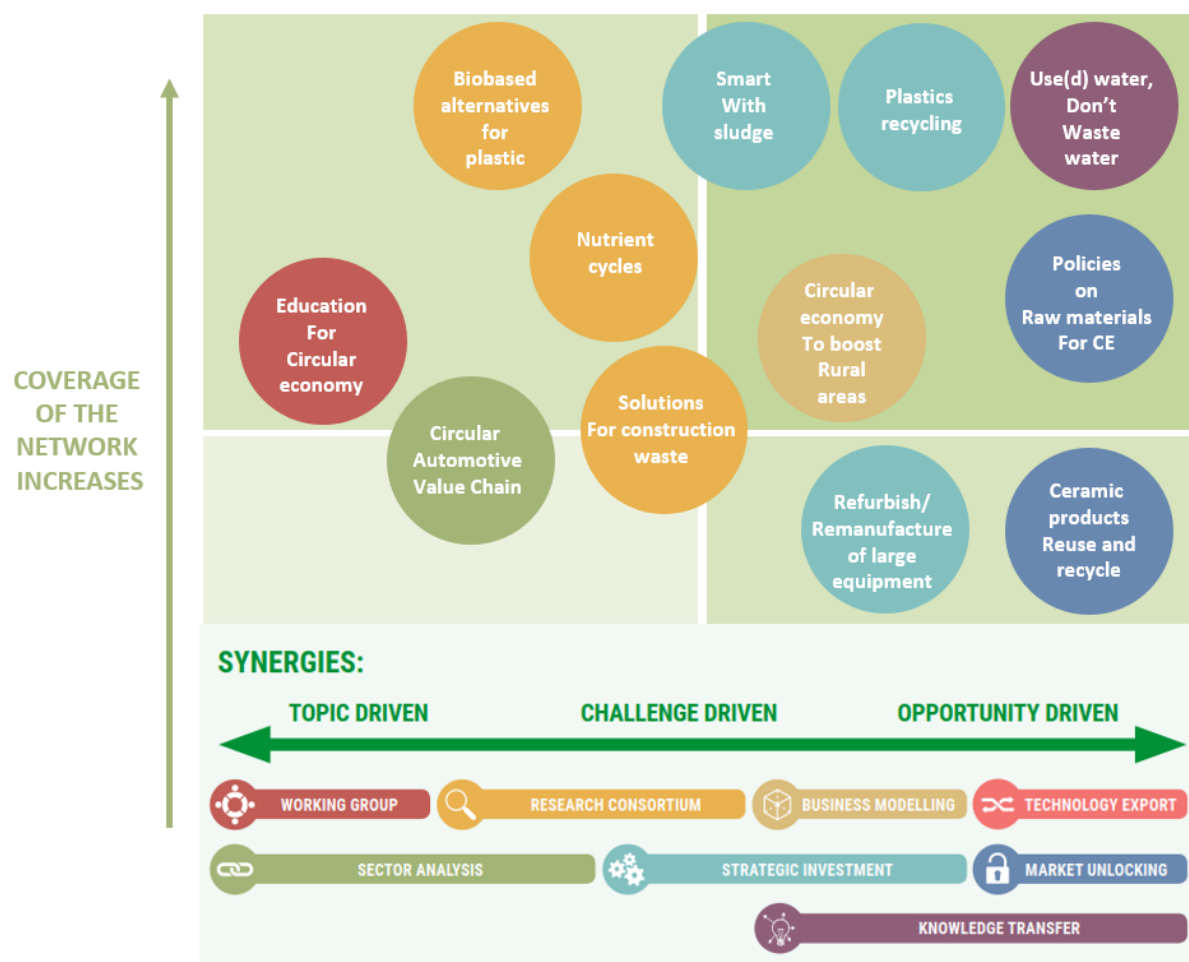 Biobased
alternatives
for
plastic
Smart
With
sludge
Plastics
recycling
Use(d) water,
Don't
Waste
water
Nutrient
cycles
Policies
on
Raw materials
For CE
Education
For
Circular
economy
Circular
economy
To boost
Rural
areas
COVERAGE
OF THE
NETWORK
INCREASES
Circular
Automotive
Value Chain
Solutions
For construction
waste
Refurbish/
Remanufacture
of large
equipment
Ceramic
products
Reuse and
recycle
SYNERGIES:
TOPIC DRIVEN
CHALLENGE DRIVEN
OPPORTUNITY DRIVEN
WORKING GROUP
RESEARCH CONSORTIUM
BUSINESS MODELLING
TECHNOLOGY EXPORT
SECTOR ANALYSIS
STRATEGIC INVESTMENT
MARKET UNLOCKING
KNOWLEDGE TRANSFER